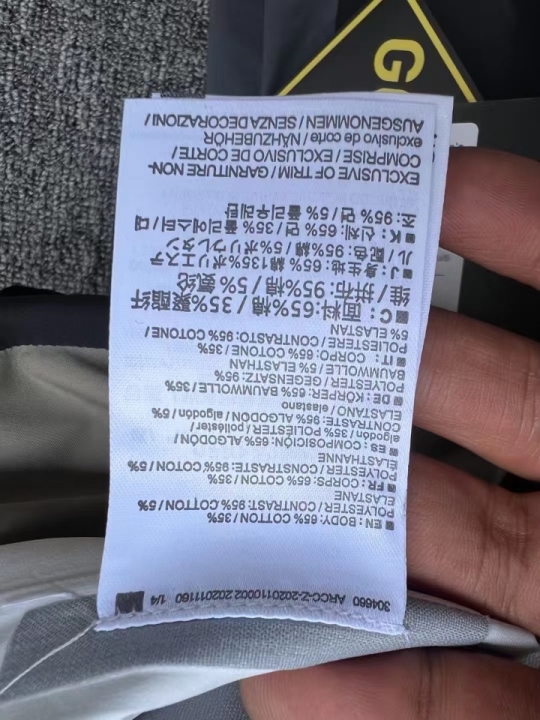 304660 ARCC-Z-2020110002 202011160 1/4
■ EN: BODY: 65% COTTON / 35%
POLYESTER / CONTRAST: 95% COTTON / 5%
ELASTANE
■ FR : CORPS: 65% COTON / 35%
POLYESTER / CONSTRASTE: 95% COTON / 5%
ELASTHANNE
■ ES : COMPOSICIÓN: 65% ALGODÓN /
algodón/ 35% POLIÉSTER / poliéster/
CONTRASTE: 95% ALGODÓN / algodón / 5%
ELASTANO / elastano
■ DE : KÖRPER: 65% BAUMWOLLE / 35%
POLYESTER / GEGENSATZ: 95%
BAUMWOLLE / 5% ELASTHAN
■ IT : CORPO: 65% COTONE / 35%
POLIESTERE / CONTRASTO: 95% COTONE /
5% ELASTAN
■ C : 面料:65%棉 / 35%聚酯纤
维 / 拼布: 95%棉 / 5% 氨纶
■ J : 身生地: 65% 綿135%ポリエステ
ル / 配色: 95% 綿 / 5%ポリウレタン
■ K : 신체: 65% 면 / 35% 폴리에스터 / 대
조: 95% 면 / 5% 폴리우레탄
EXCLUSIVE OF TRIM / GARNITURE NON-
COMPRISE / EXCLUSIVO DE CORTE /
exclusivo de corte / NÄHZUBEHÖR
AUSGENOMMEN / SENZA DECORAZIONI /